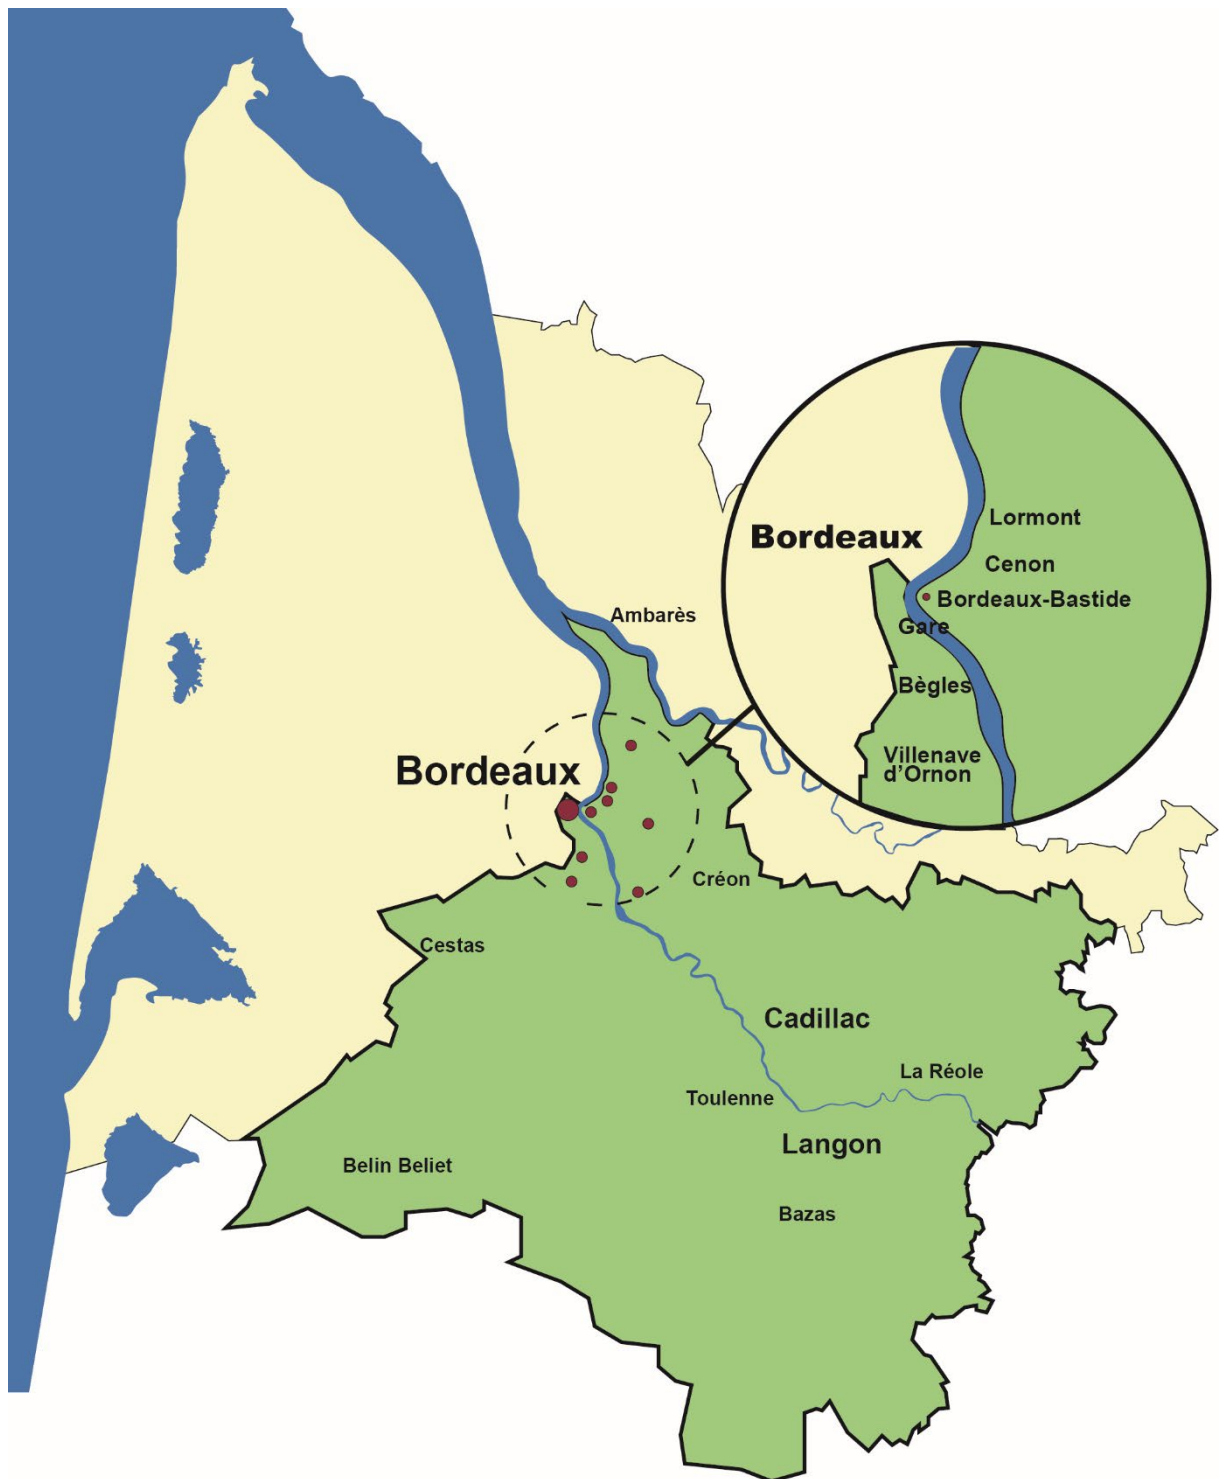 Lormont
Bordeaux
Cenon
Bordeaux-Bastide
Gare
Bègles
Villenave
d'Ornon
Ambarès
Bordeaux
Créon
Cestas
Cadillac
La Réole
Toulenne
Langon
Belin Beliet
Bazas